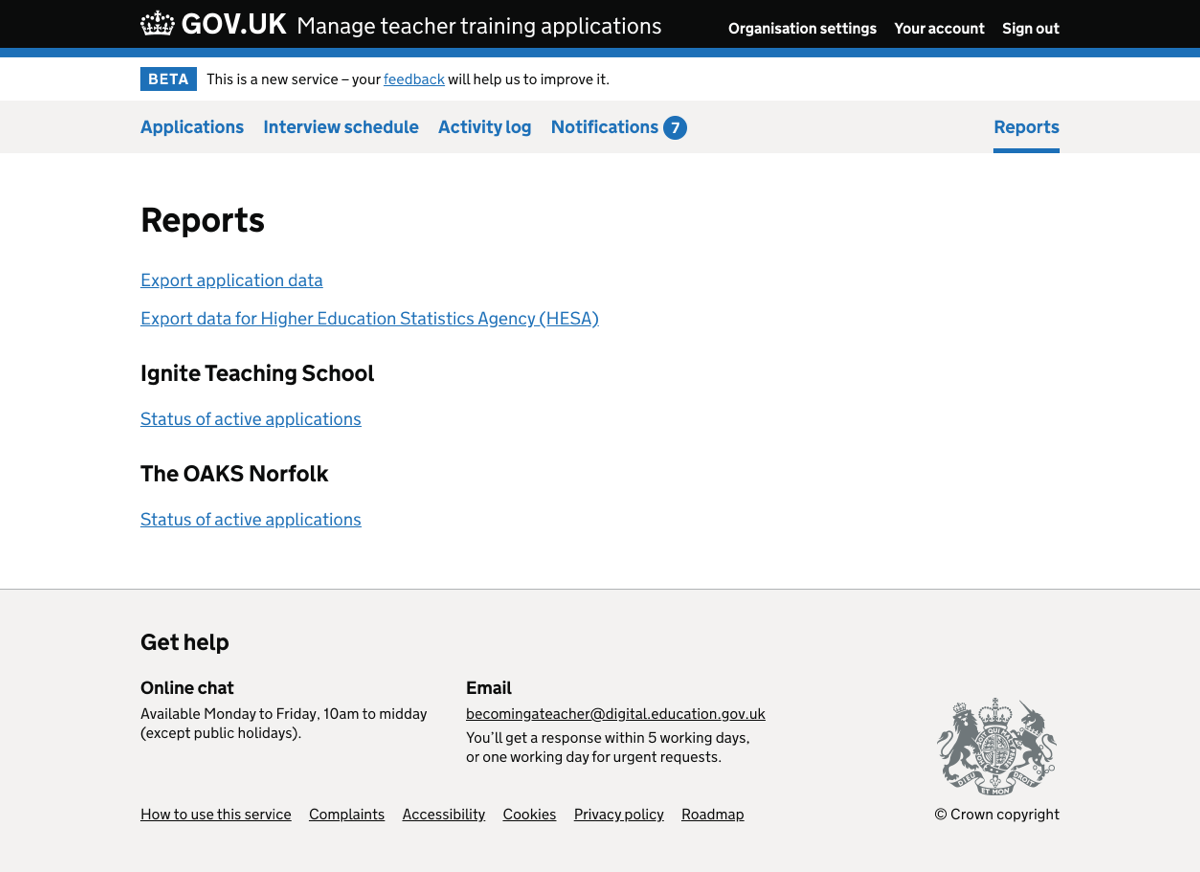 GOV.UK Manage teacher training applications Organisation settings Your account Sign out
BETA This is a new service – your feedback will help us to improve it.
Applications Interview schedule Activity log Notifications 7 Reports
Reports
Export application data
Export data for Higher Education Statistics Agency (HESA)
Ignite Teaching School
Status of active applications
The OAKS Norfolk
Status of active applications
Get help
Online chat
Available Monday to Friday, 10am to midday
(except public holidays).
Email
becomingateacher@digital.education.gov.uk
You’ll get a response within 5 working days,
or one working day for urgent requests.
DIEU ET MON DROIT
How to use this service Complaints Accessibility Cookies Privacy policy Roadmap
© Crown copyright